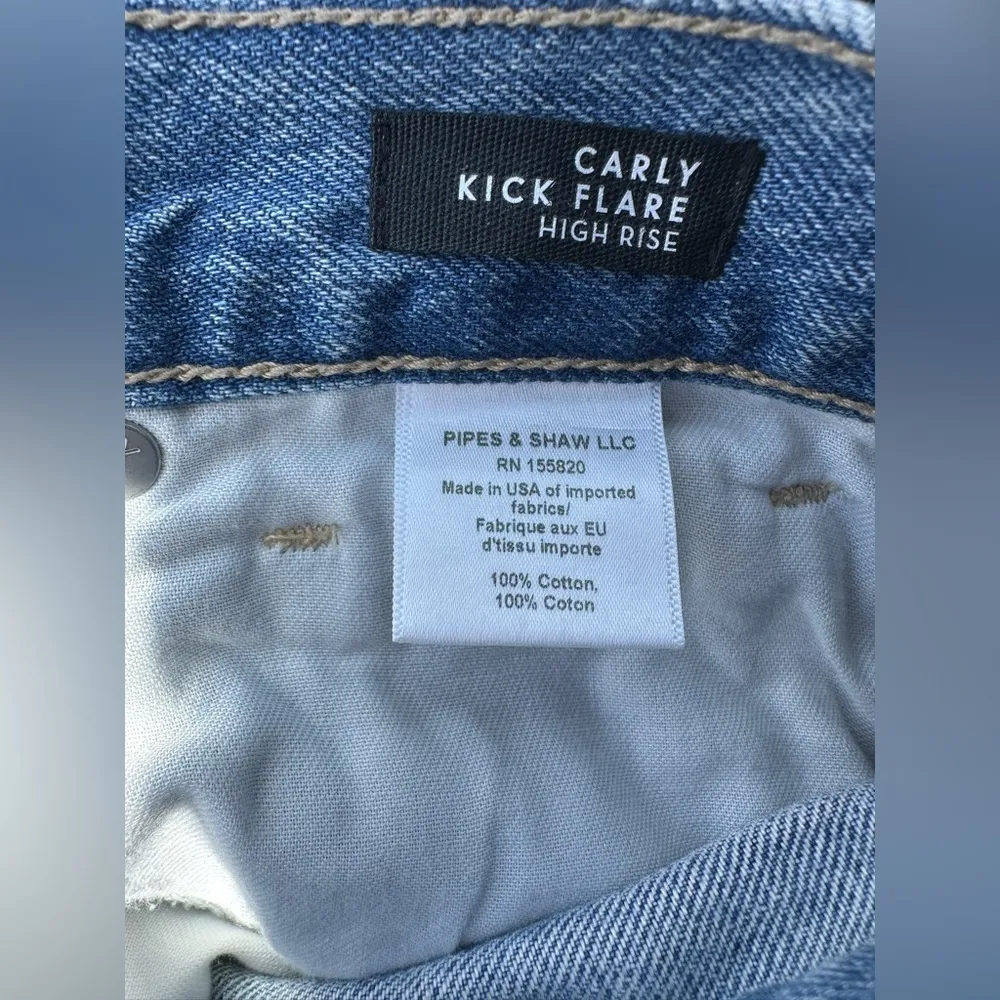 CARLY
KICK FLARE
HIGH RISE
PIPES & SHAW LLC
RN 155820
Made in USA of imported
fabrics/
Fabrique aux EU
d'tissu importe
100% Cotton,
100% Coton